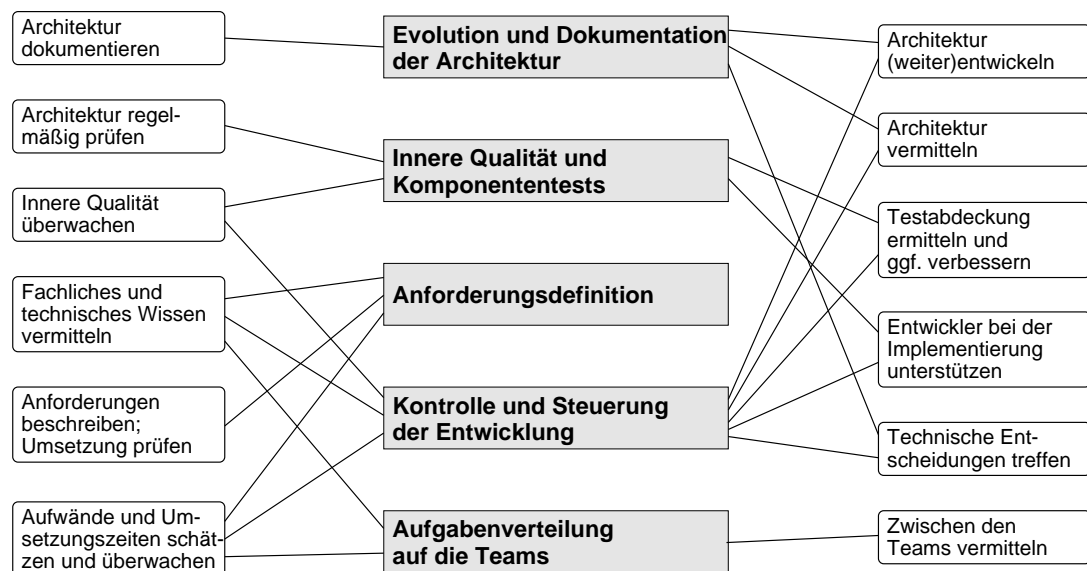 Architektur
dokumentieren
Architektur regel-
mäßig prüfen
Innere Qualität
überwachen
Fachliches und
technisches Wissen
vermitteln
Anforderungen
beschreiben;
Umsetzung prüfen
Aufwände und Um-
setzungszeiten schät-
zen und überwachen
Evolution und Dokumentation
der Architektur
Innere Qualität und
Komponententests
Anforderungsdefinition
Kontrolle und Steuerung
der Entwicklung
Aufgabenverteilung
auf die Teams
Architektur
(weiter)entwickeln
Architektur
vermitteln
Testabdeckung
ermitteln und
ggf. verbessern
Entwickler bei der
Implementierung
unterstützen
Technische Ent-
scheidungen treffen
Zwischen den
Teams vermitteln